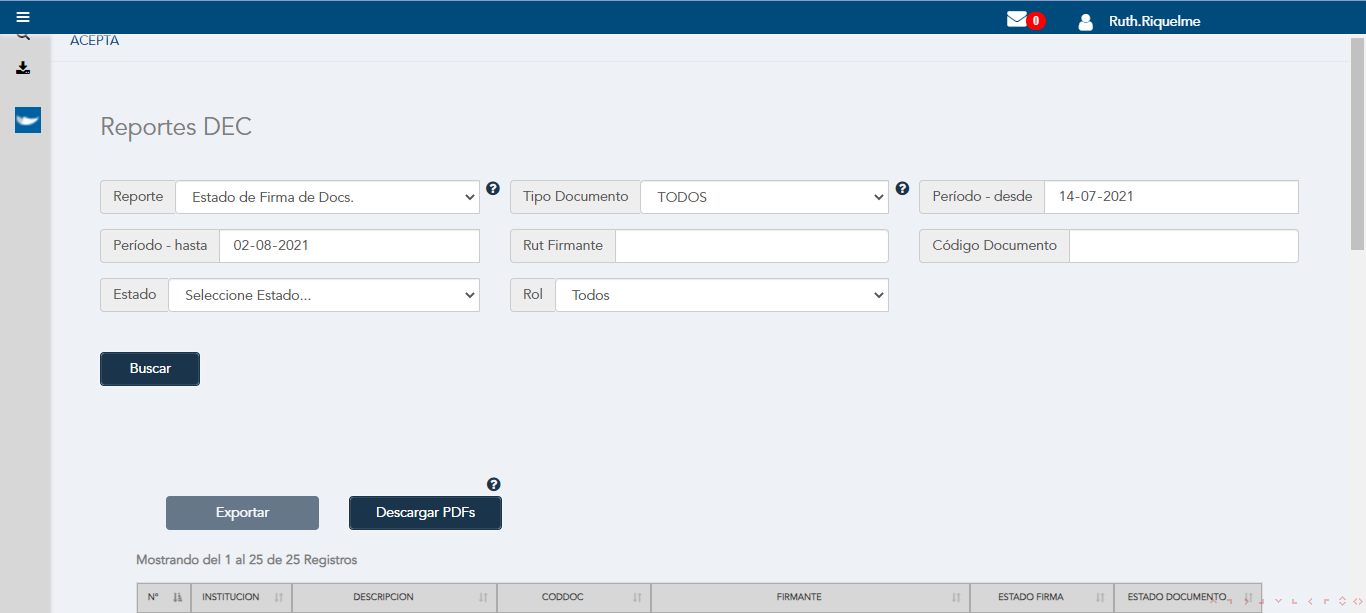 0 Ruth.Riquelme
ACEPTA
Reportes DEC
Reporte Estado de Firma de Docs. ? Tipo Documento TODOS ? Período - desde 14-07-2021
Período - hasta 02-08-2021 Rut Firmante Código Documento
Estado Seleccione Estado... Rol Todos
Buscar
?
Exportar Descargar PDFs
Mostrando del 1 al 25 de 25 Registros
Nº INSTITUCION DESCRIPCION CODDOC FIRMANTE ESTADO FIRMA ESTADO DOCUMENTO